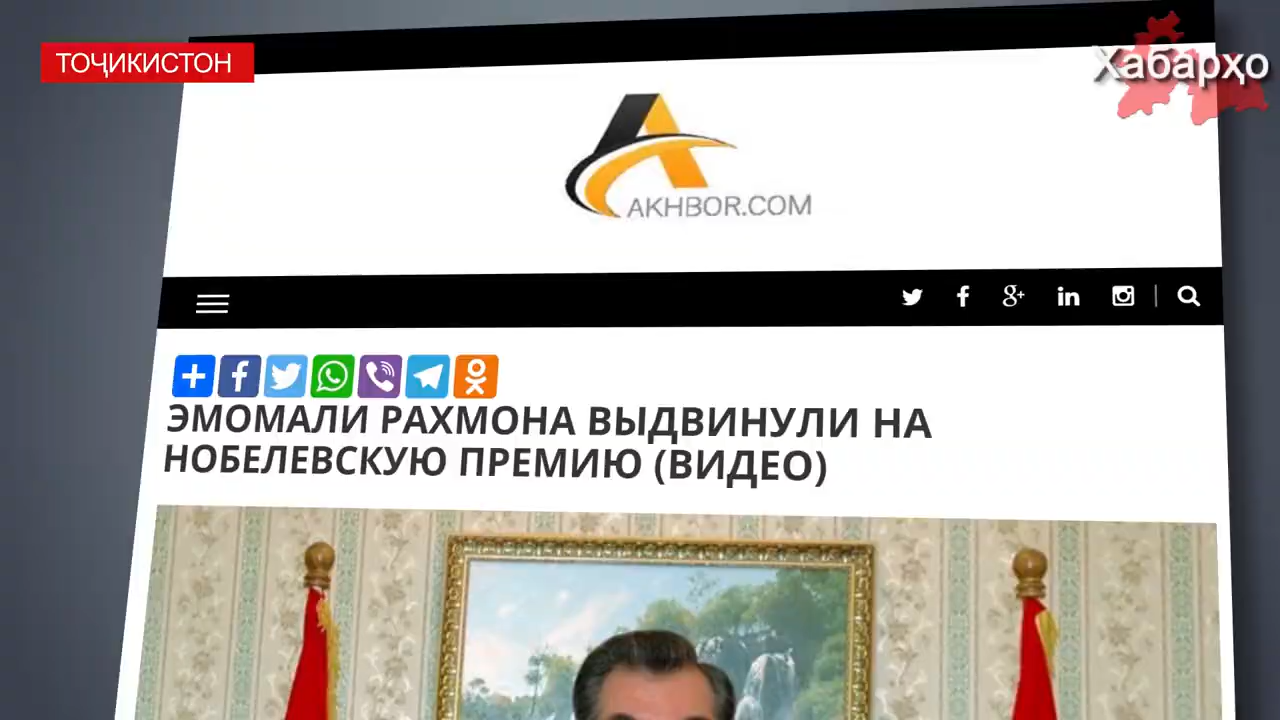 ТОҶИКИСТОН
Хабарҳо
AKHBOR.COM
ЭМОМАЛИ РАХМОНА ВЫДВИНУЛИ НА
НОБЕЛЕВСКУЮ ПРЕМИЮ (ВИДЕО)